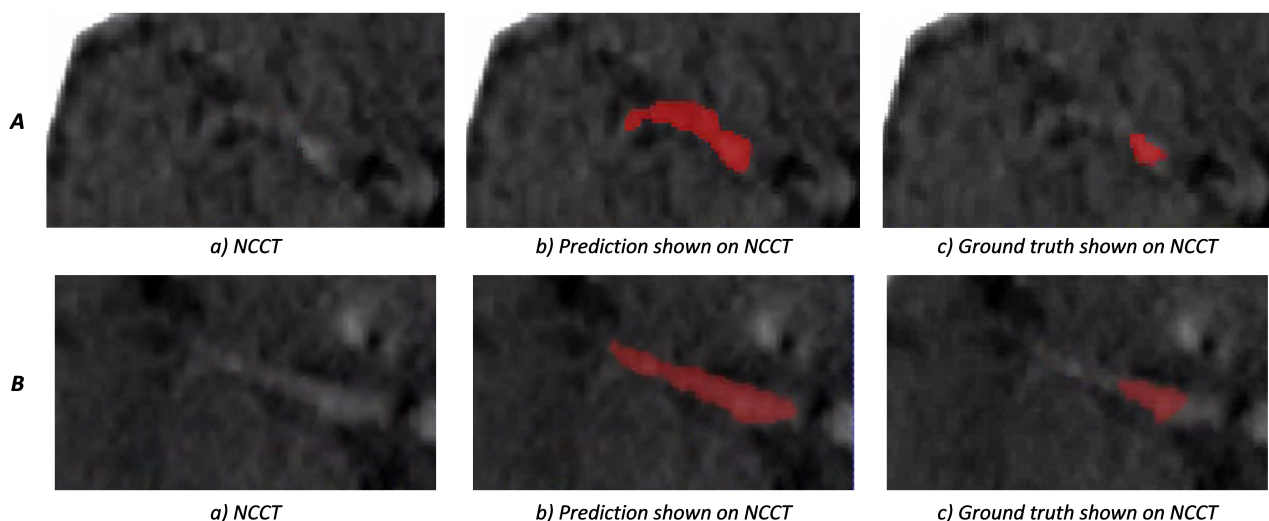 A
a) NCCT
b) Prediction shown on NCCT
c) Ground truth shown on NCCT
B
a) NCCT
b) Prediction shown on NCCT
c) Ground truth shown on NCCT